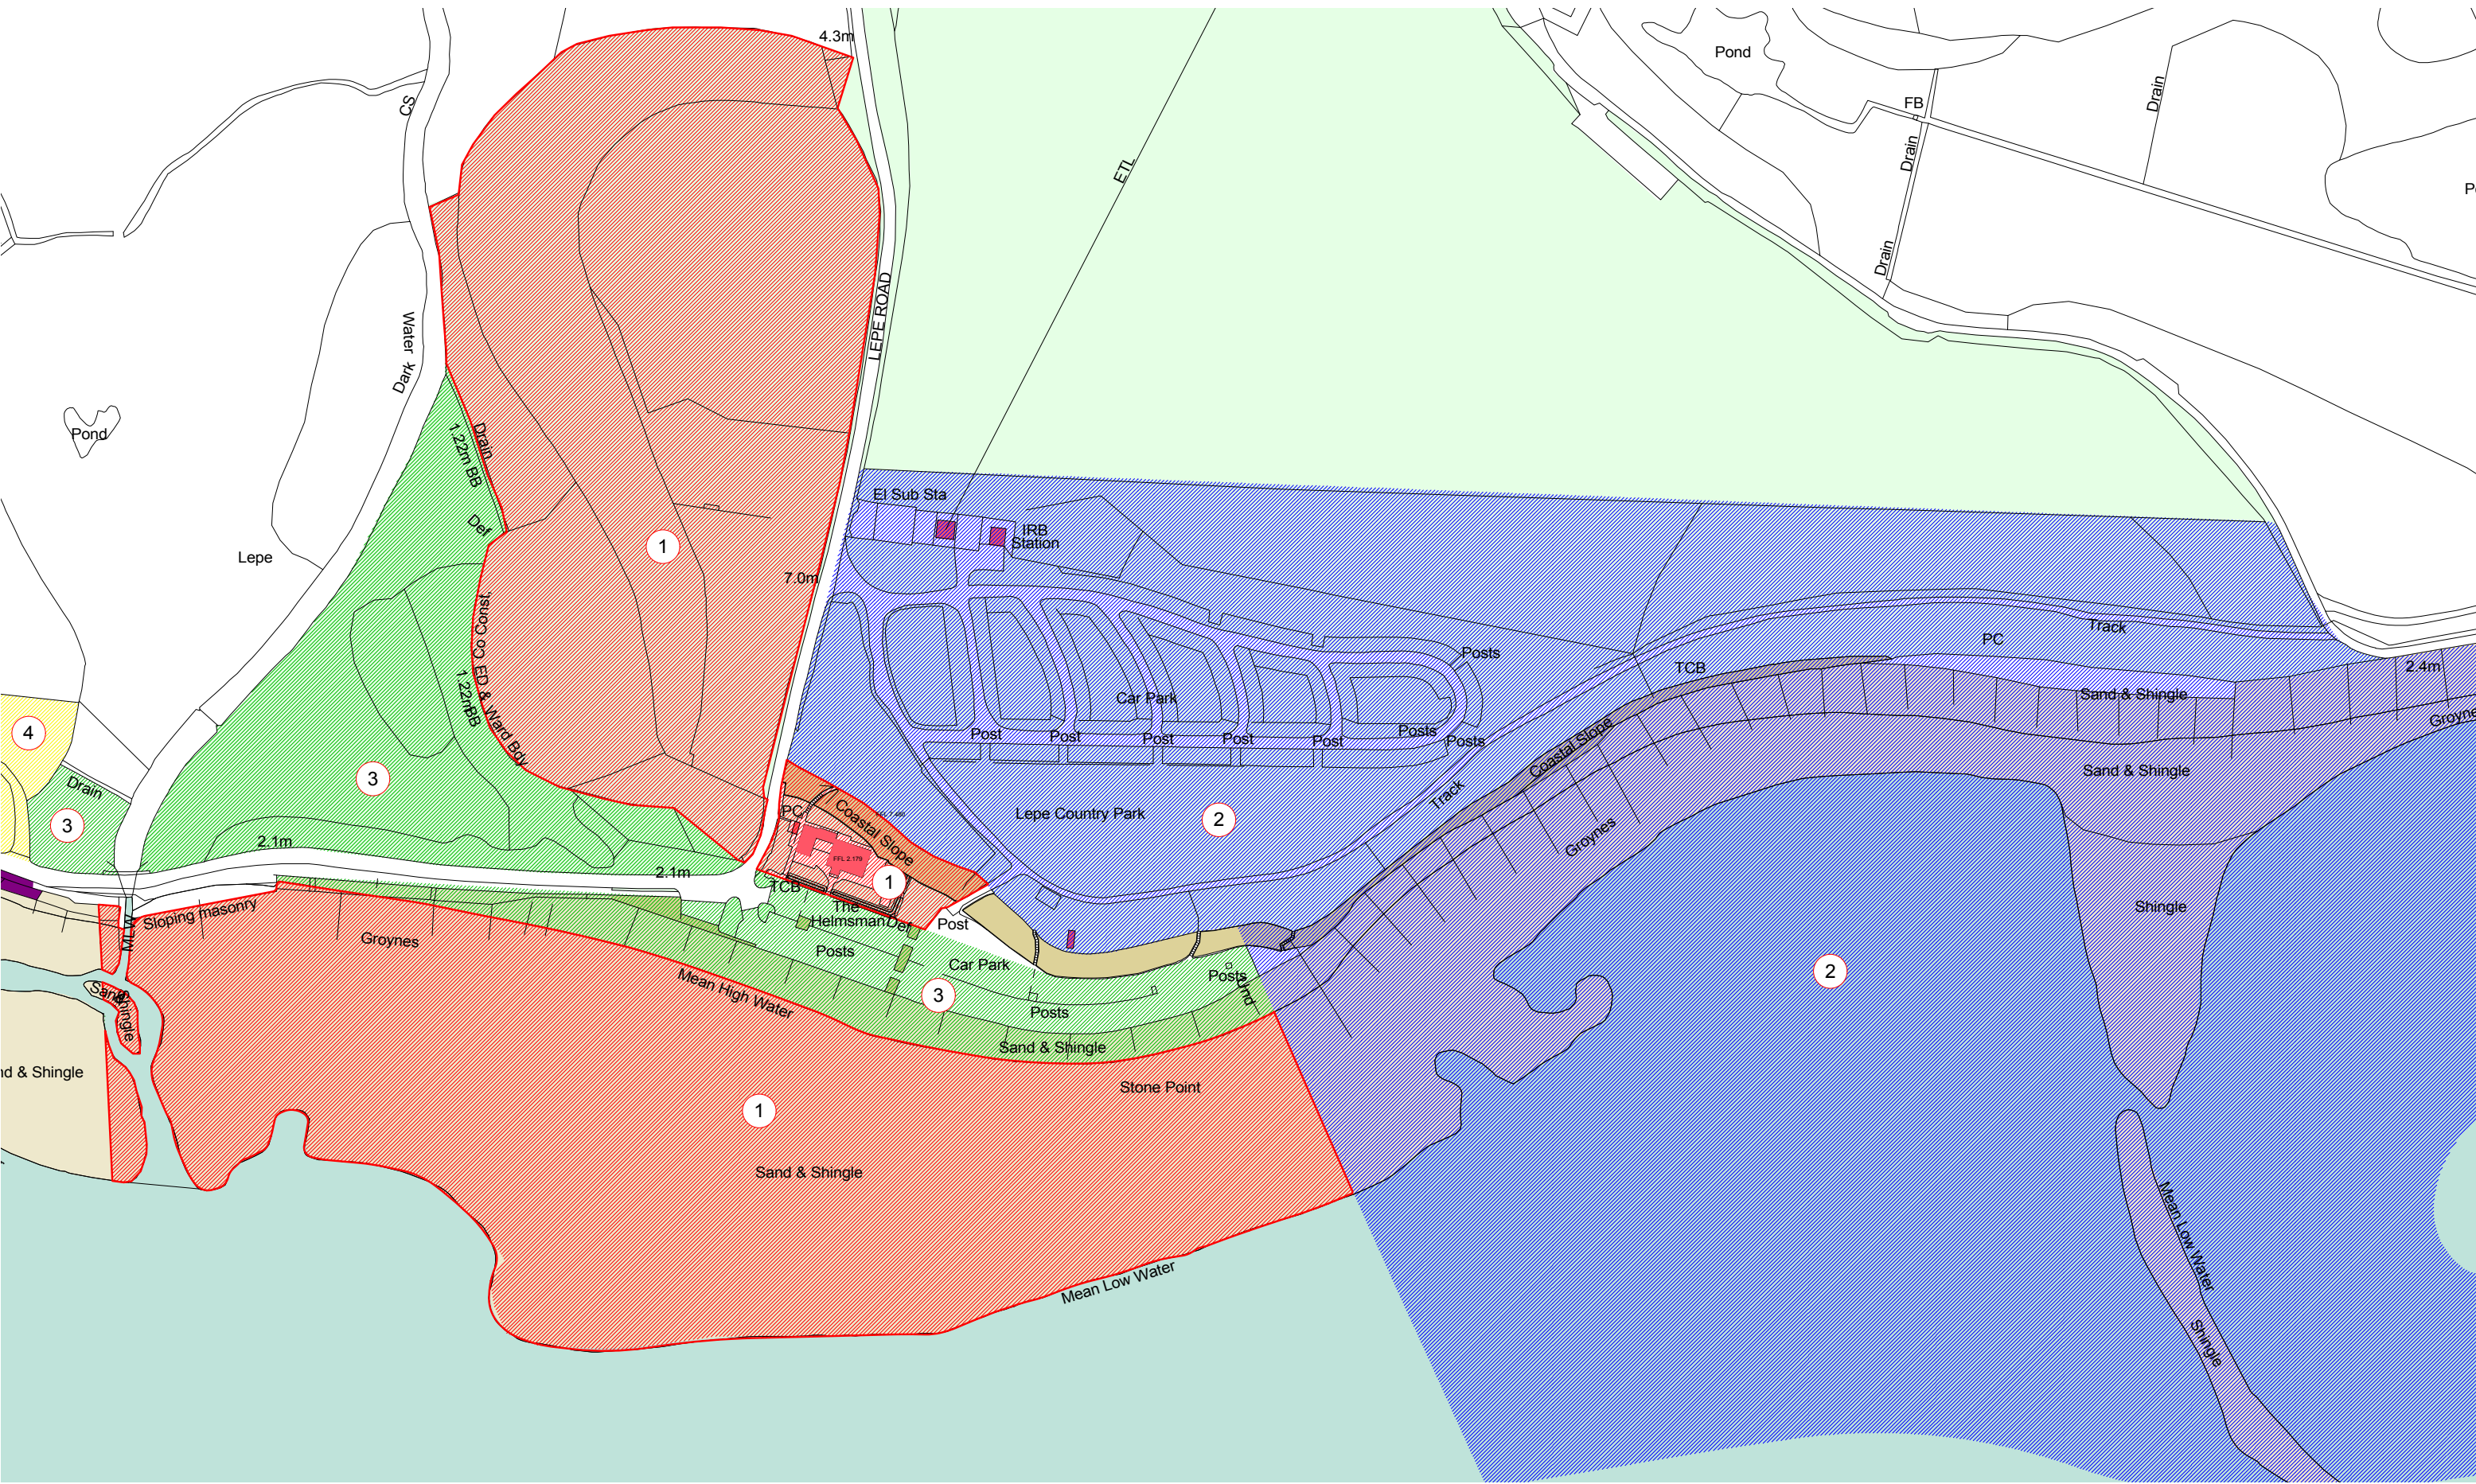 4.3m
Pond
CS
FB
Drain
Drain
ETL
Drain
LEPE ROAD
Water
Dark
Pond
Drain
1.22m BB
El Sub Sta
Def
IRB
Station
Lepe
1
7.0m
Co Const,
ED & Ward Bdy
1.22m
BB
Track
PC
Posts
TCB
2.4m
Sand & Shingle
Car Park
Groyne
4
Post
Post
Post
Post
Post
Posts
Posts
Coastal Slope
Sand & Shingle
3
Drain
Track
3
PC
Coastal Slope
FFL 7.480
Lepe Country Park
2
Groynes
2.1m
FFL 2.179
2.1m
1
TCB
The
Helmsman
Def
Post
Shingle
Sloping masonry
MLW
Groynes
Posts
Car Park
Posts
2
Mean High Water
3
Posts
Sand
Shingle
Sand & Shingle
nd & Shingle
Stone Point
1
Sand & Shingle
Mean Low Water
Mean Low Water
Shingle